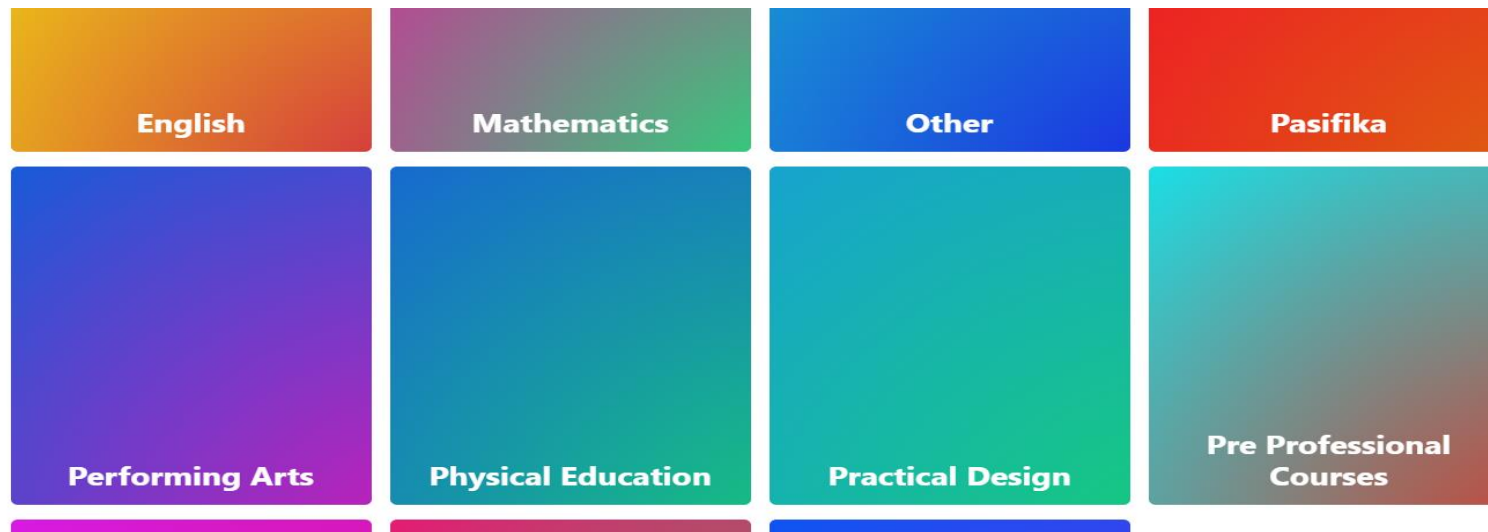 English
Mathematics
Other
Pasifika
Performing Arts
Physical Education
Practical Design
Pre Professional
Courses